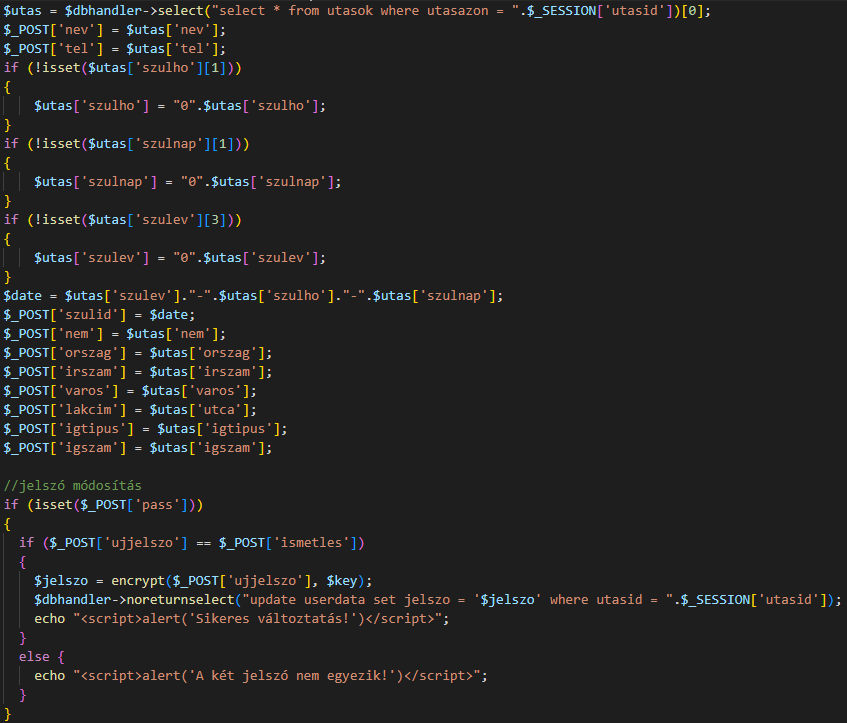 $utas = $dbhandler->select("select * from utasok where utasazon = ".$_SESSION['utasid'])[0];
$_POST['nev'] = $utas['nev'];
$_POST['tel'] = $utas['tel'];
if (!isset($utas['szulho'][1]))
{
    $utas['szulho'] = "0".$utas['szulho'];
}
if (!isset($utas['szulnap'][1]))
{
    $utas['szulnap'] = "0".$utas['szulnap'];
}
if (!isset($utas['szulev'][3]))
{
    $utas['szulev'] = "0".$utas['szulev'];
}
$date = $utas['szulev']."-".$utas['szulho']."-".$utas['szulnap'];
$_POST['szulid'] = $date;
$_POST['nem'] = $utas['nem'];
$_POST['orszag'] = $utas['orszag'];
$_POST['irszam'] = $utas['irszam'];
$_POST['varos'] = $utas['varos'];
$_POST['lakcim'] = $utas['utca'];
$_POST['igtipus'] = $utas['igtipus'];
$_POST['igszam'] = $utas['igszam'];

//jelszó módosítás
if (isset($_POST['pass']))
{
  if ($_POST['ujjelszo'] == $_POST['ismetles'])
  {
    $jelszo = encrypt($_POST['ujjelszo'], $key);
    $dbhandler->noreturnselect("update userdata set jelszo = '$jelszo' where utasid = ".$_SESSION['utasid']);
    echo "<script>alert('Sikeres változtatás!')</script>";
  }
  else {
    echo "<script>alert('A két jelszó nem egyezik!')</script>";
  }
}